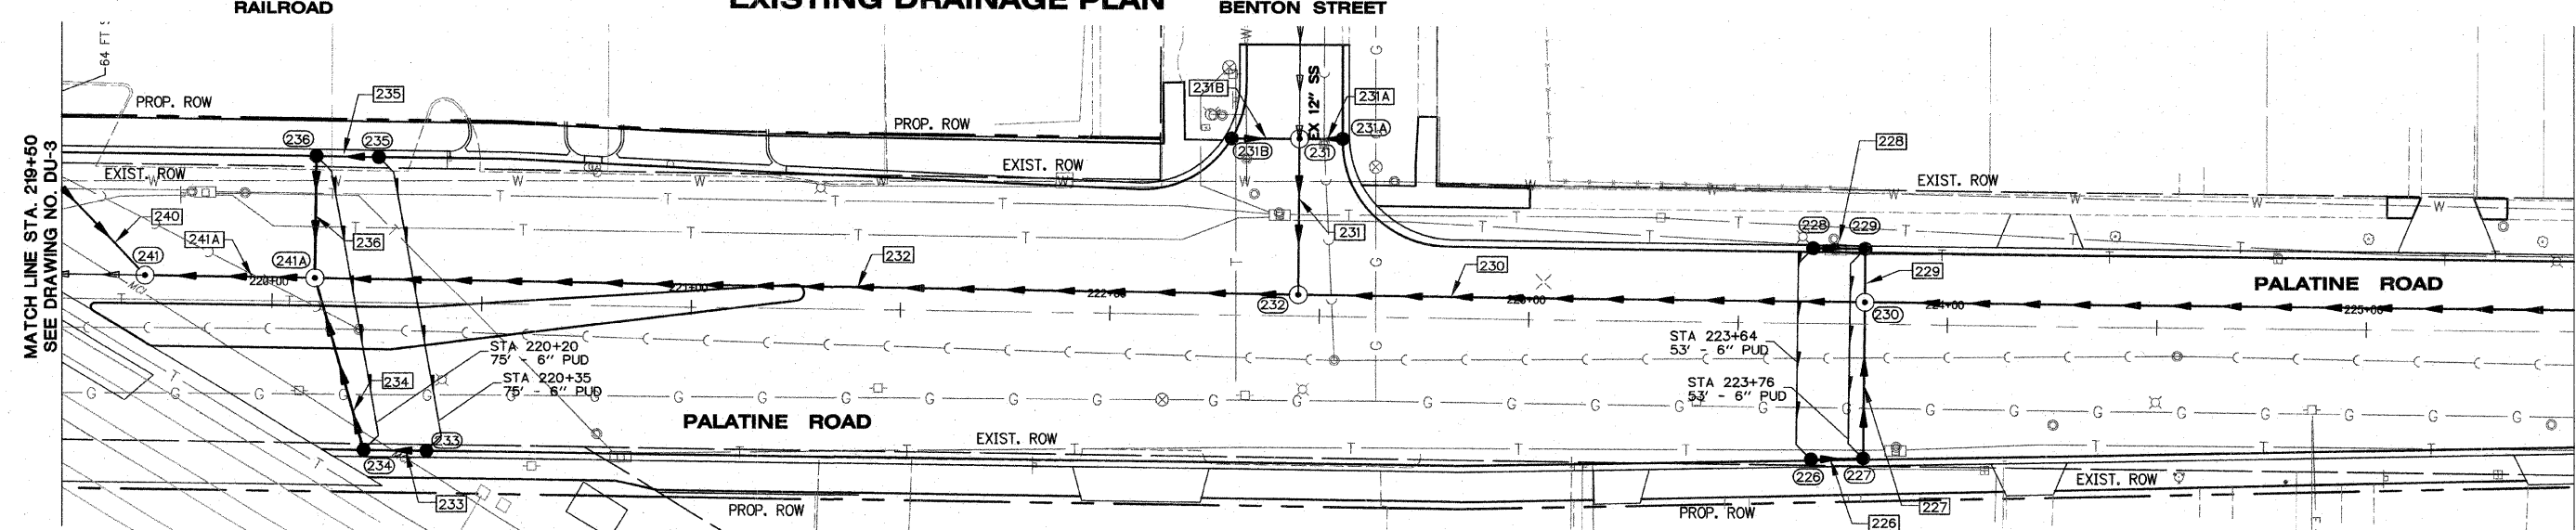 EXISTING DRAINAGE PLAN
RAILROAD
BENTON STREET
64 FT
MATCH LINE STA. 219+50
SEE DRAWING NO. DU-3
PROP. ROW
235
236
235
PROP. ROW
EXIST. ROW
EXIST. ROW
240
241A
236
241
241A
MCI
220+00
221+00
232
222+00
231B
231A
EX 12" SS
231B
231
231A
231
232
230
228
EXIST. ROW
228
229
229
230
224+00
225+00
PALATINE ROAD
STA 220+20
75' - 6" PUD
STA 220+35
75' - 6" PUD
234
233
234
233
PALATINE ROAD
EXIST. ROW
PROP. ROW
STA 223+64
53' - 6" PUD
STA 223+76
53' - 6" PUD
226
227
227
226
PROP. ROW
EXIST. ROW